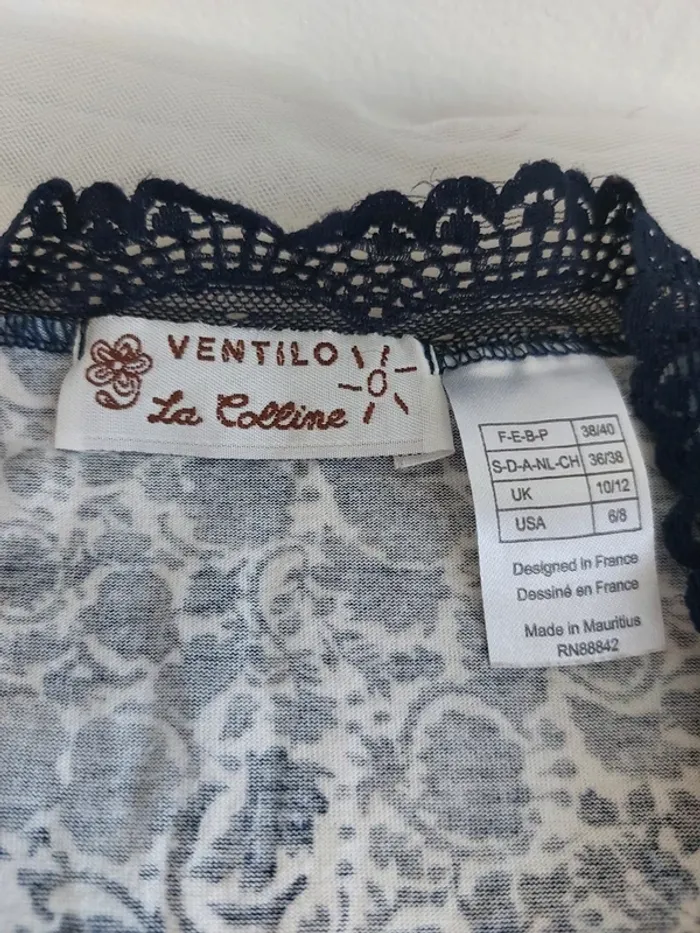 VENTILO
La Colline
F-E-B-P 38/40
S-D-A-NL-CH 36/38
UK 10/12
USA 6/8
Designed in France
Dessiné en France
Made in Mauritius
RN88842